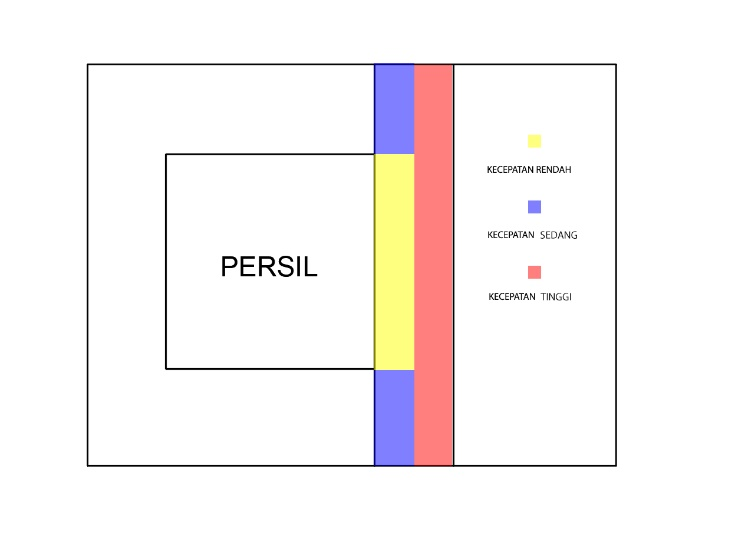 PERSIL
KECEPATAN RENDAH
KECEPATAN SEDANG
KECEPATAN TINGGI